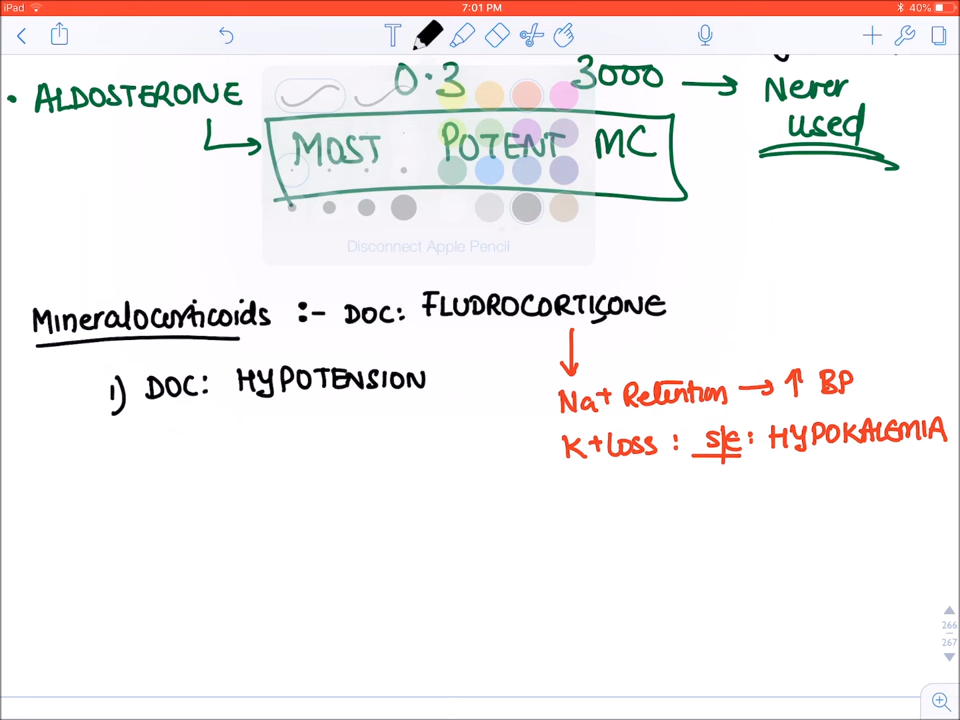 iPad 7:01 PM 40%
T
• ALDOSTERONE 0.3 3000 → Never used
MOST POTENT MC
Disconnect Apple Pencil
Mineralocorticoids :- DOC: FLUDROCORTISONE
1) DOC: HYPOTENSION
Na+ Retention → ↑ BP
K+ Loss : S/E : HYPOKALEMIA
266
267